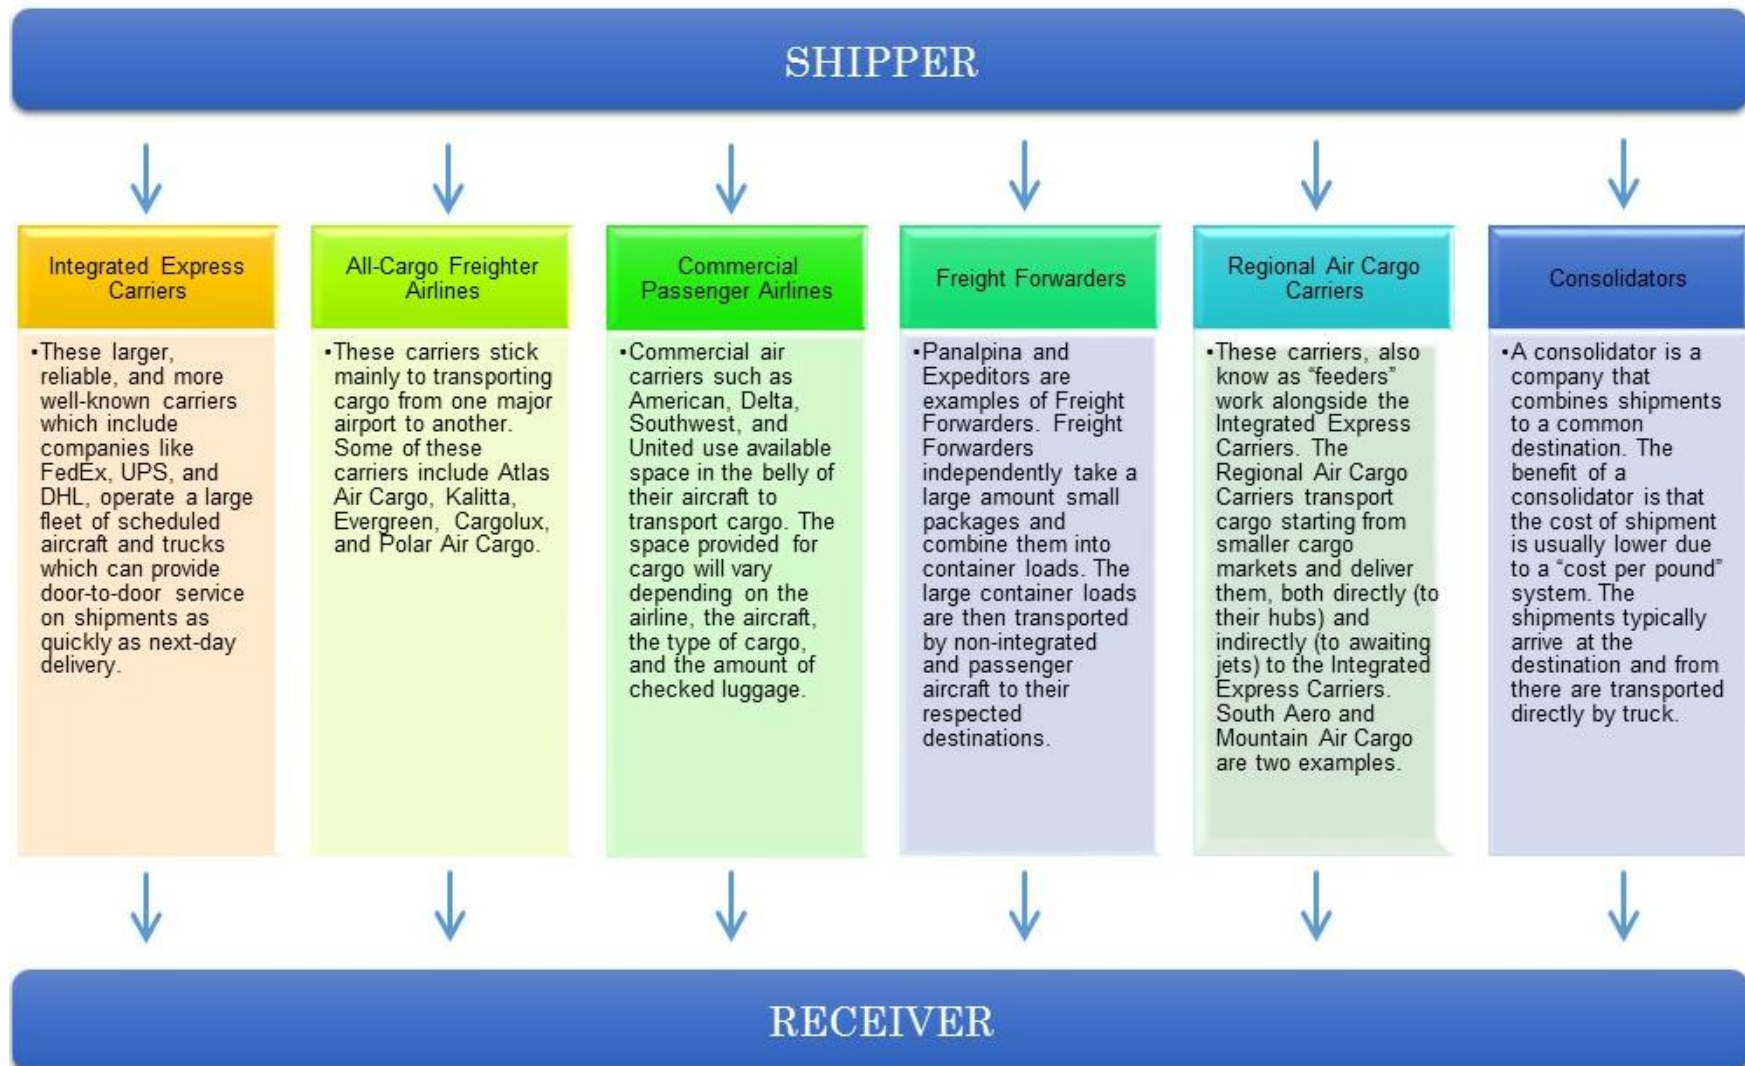 SHIPPER
Integrated Express
Carriers
•These larger,
reliable, and more
well-known carriers
which include
companies like
FedEx, UPS, and
DHL, operate a large
fleet of scheduled
aircraft and trucks
which can provide
door-to-door service
on shipments as
quickly as next-day
delivery.
All-Cargo Freighter
Airlines
•These carriers stick
mainly to transporting
cargo from one major
airport to another.
Some of these
carriers include Atlas
Air Cargo, Kalitta,
Evergreen, Cargolux,
and Polar Air Cargo.
Commercial
Passenger Airlines
•Commercial air
carriers such as
American, Delta,
Southwest, and
United use available
space in the belly of
their aircraft to
transport cargo. The
space provided for
cargo will vary
depending on the
airline, the aircraft,
the type of cargo,
and the amount of
checked luggage.
Freight Forwarders
•Panalpina and
Expeditors are
examples of Freight
Forwarders. Freight
Forwarders
independently take a
large amount small
packages and
combine them into
container loads. The
large container loads
are then transported
by non-integrated
and passenger
aircraft to their
respected
destinations.
Regional Air Cargo
Carriers
•These carriers, also
know as “feeders”
work alongside the
Integrated Express
Carriers. The
Regional Air Cargo
Carriers transport
cargo starting from
smaller cargo
markets and deliver
them, both directly (to
their hubs) and
indirectly (to awaiting
jets) to the Integrated
Express Carriers.
South Aero and
Mountain Air Cargo
are two examples.
Consolidators
•A consolidator is a
company that
combines shipments
to a common
destination. The
benefit of a
consolidator is that
the cost of shipment
is usually lower due
to a “cost per pound”
system. The
shipments typically
arrive at the
destination and from
there are transported
directly by truck.
RECEIVER